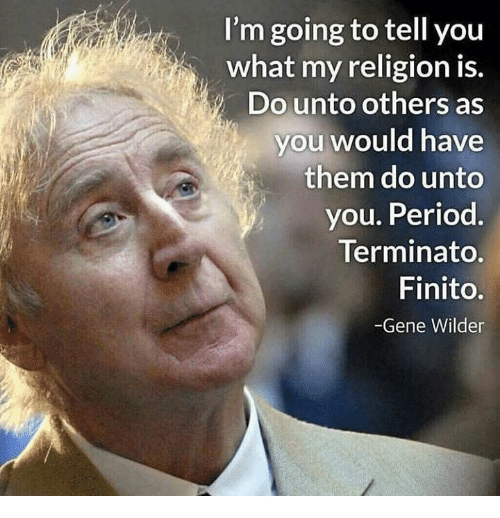 I'm going to tell you
what my religion is.
Do unto others as
you would have
them do unto
you. Period.
Terminato.
Finito.
-Gene Wilder